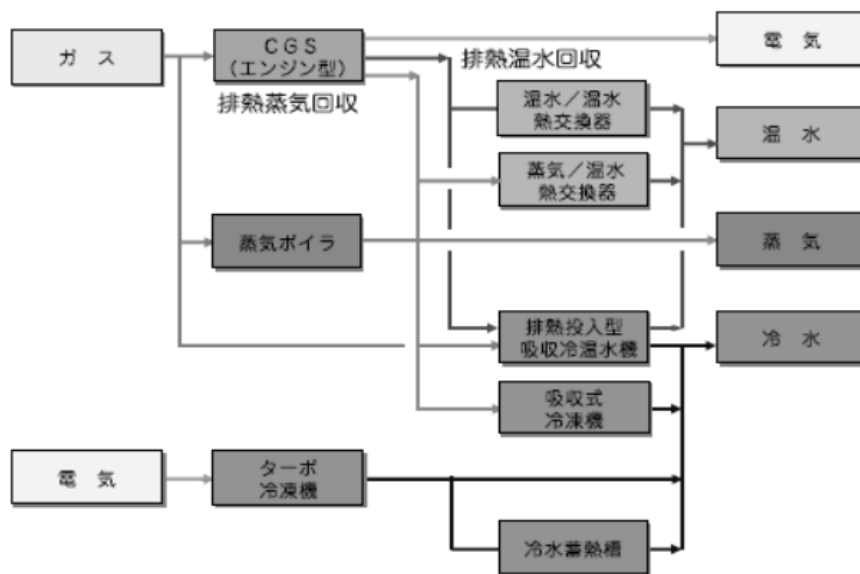 ガス
CGS
（エンジン型）
電気
排熱温水回収
排熱蒸気回収
温水／温水
熱交換器
温水
蒸気／温水
熱交換器
蒸気ボイラ
蒸気
排熱投入型
吸収冷温水機
冷水
吸収式
冷凍機
電気
ターボ
冷凍機
冷水蓄熱槽